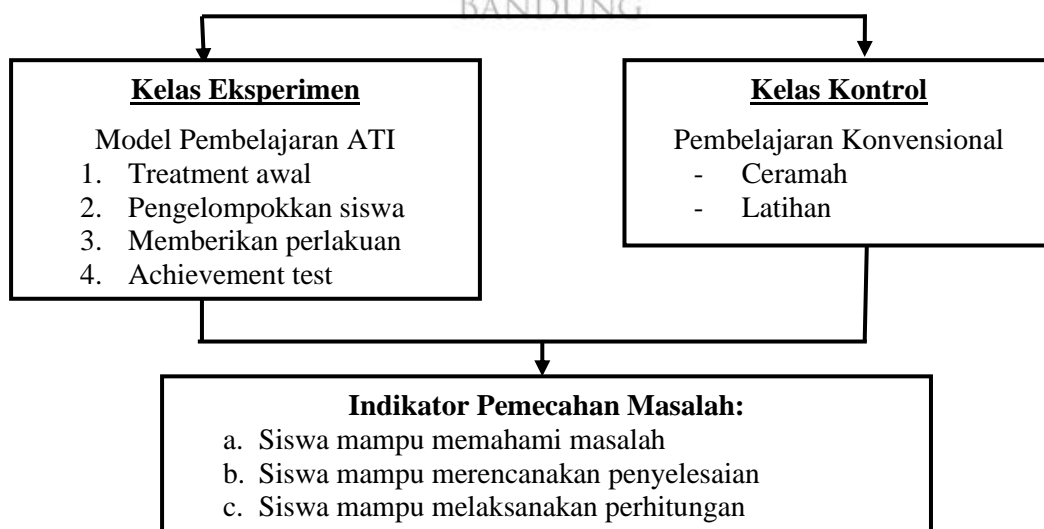 BANDUNG
Kelas Eksperimen
Model Pembelajaran ATI
1. Treatment awal
2. Pengelompokkan siswa
3. Memberikan perlakuan
4. Achievement test
Kelas Kontrol
Pembelajaran Konvensional
- Ceramah
- Latihan
Indikator Pemecahan Masalah:
a. Siswa mampu memahami masalah
b. Siswa mampu merencanakan penyelesaian
c. Siswa mampu melaksanakan perhitungan